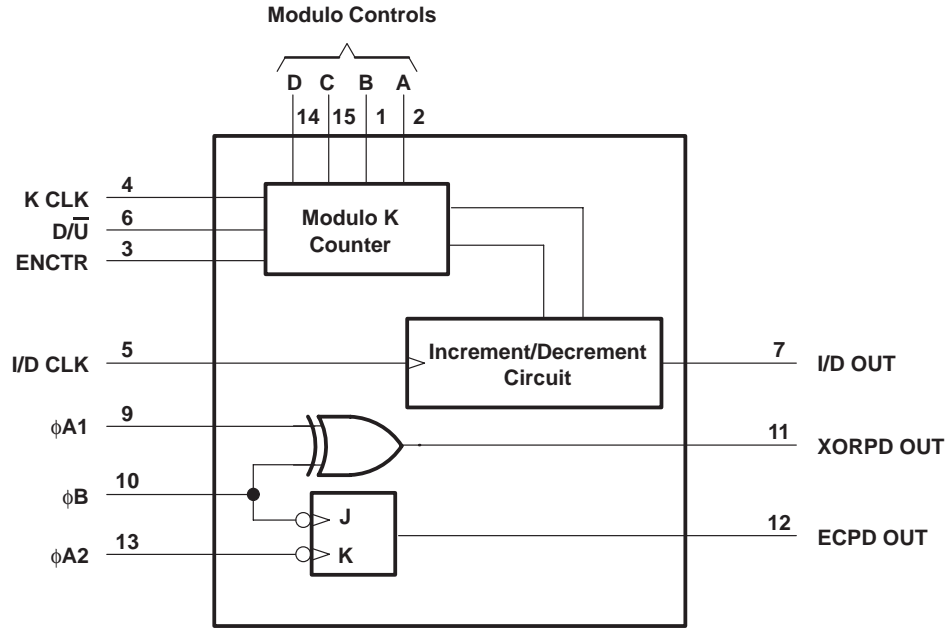 Modulo Controls
D C B A
14 15 1 2
K CLK 4
D/U̅ 6
ENCTR 3
Modulo K
Counter
I/D CLK 5
Increment/Decrement
Circuit
7 I/D OUT
ϕA1 9
11 XORPD OUT
ϕB 10
J
12 ECPD OUT
ϕA2 13
K